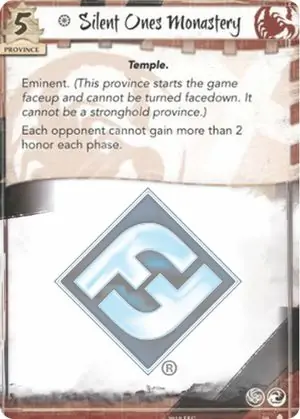 5
Silent Ones Monastery
PROVINCE
Temple.
Eminent. (This province starts the game
faceup and cannot be turned facedown. It
cannot be a stronghold province.)
Each opponent cannot gain more than 2
honor each phase.
®